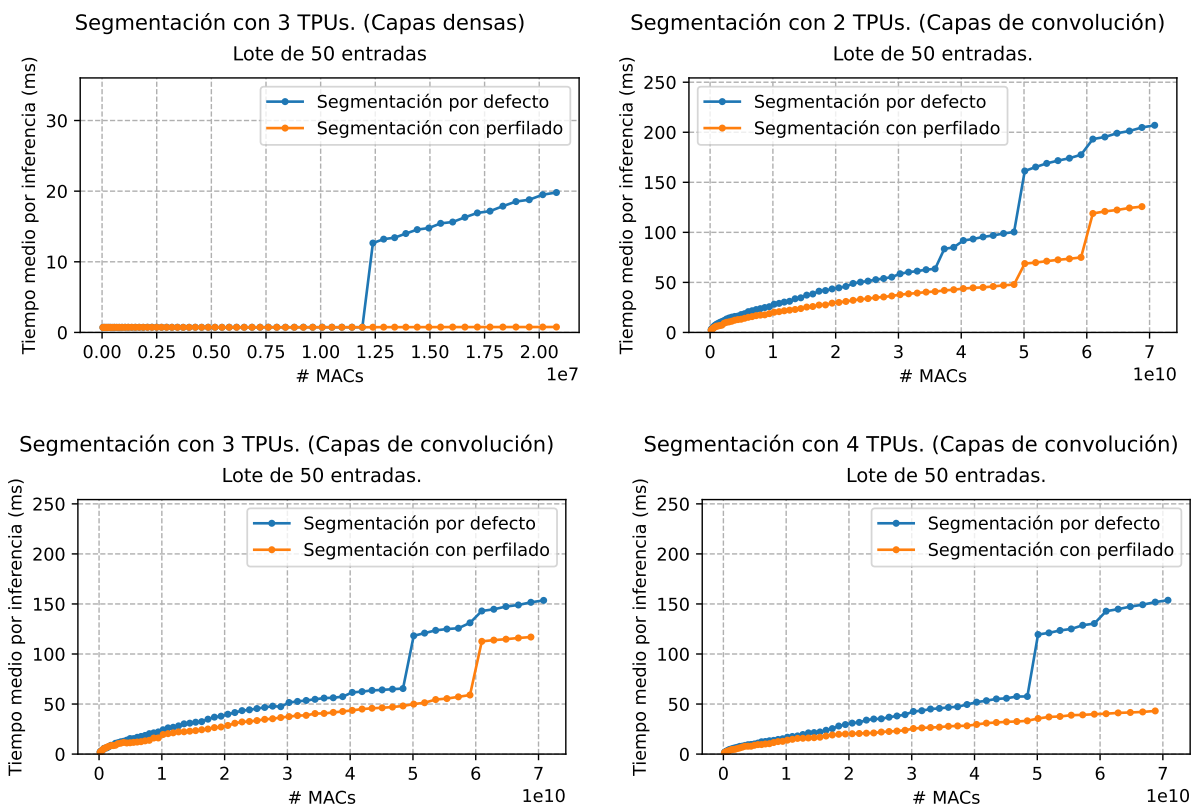 Segmentación con 3 TPUs. (Capas densas)
Lote de 50 entradas
Tiempo medio por inferencia (ms)
30
20
10
0
Segmentación por defecto
Segmentación con perfilado
0.00 0.25 0.50 0.75 1.00 1.25 1.50 1.75 2.00
# MACs
1e7
Segmentación con 2 TPUs. (Capas de convolución)
Lote de 50 entradas.
Tiempo medio por inferencia (ms)
250
200
150
100
50
0
Segmentación por defecto
Segmentación con perfilado
0 1 2 3 4 5 6 7
# MACs
1e10
Segmentación con 3 TPUs. (Capas de convolución)
Lote de 50 entradas.
Tiempo medio por inferencia (ms)
250
200
150
100
50
0
Segmentación por defecto
Segmentación con perfilado
0 1 2 3 4 5 6 7
# MACs
1e10
Segmentación con 4 TPUs. (Capas de convolución)
Lote de 50 entradas.
Tiempo medio por inferencia (ms)
250
200
150
100
50
0
Segmentación por defecto
Segmentación con perfilado
0 1 2 3 4 5 6 7
# MACs
1e10